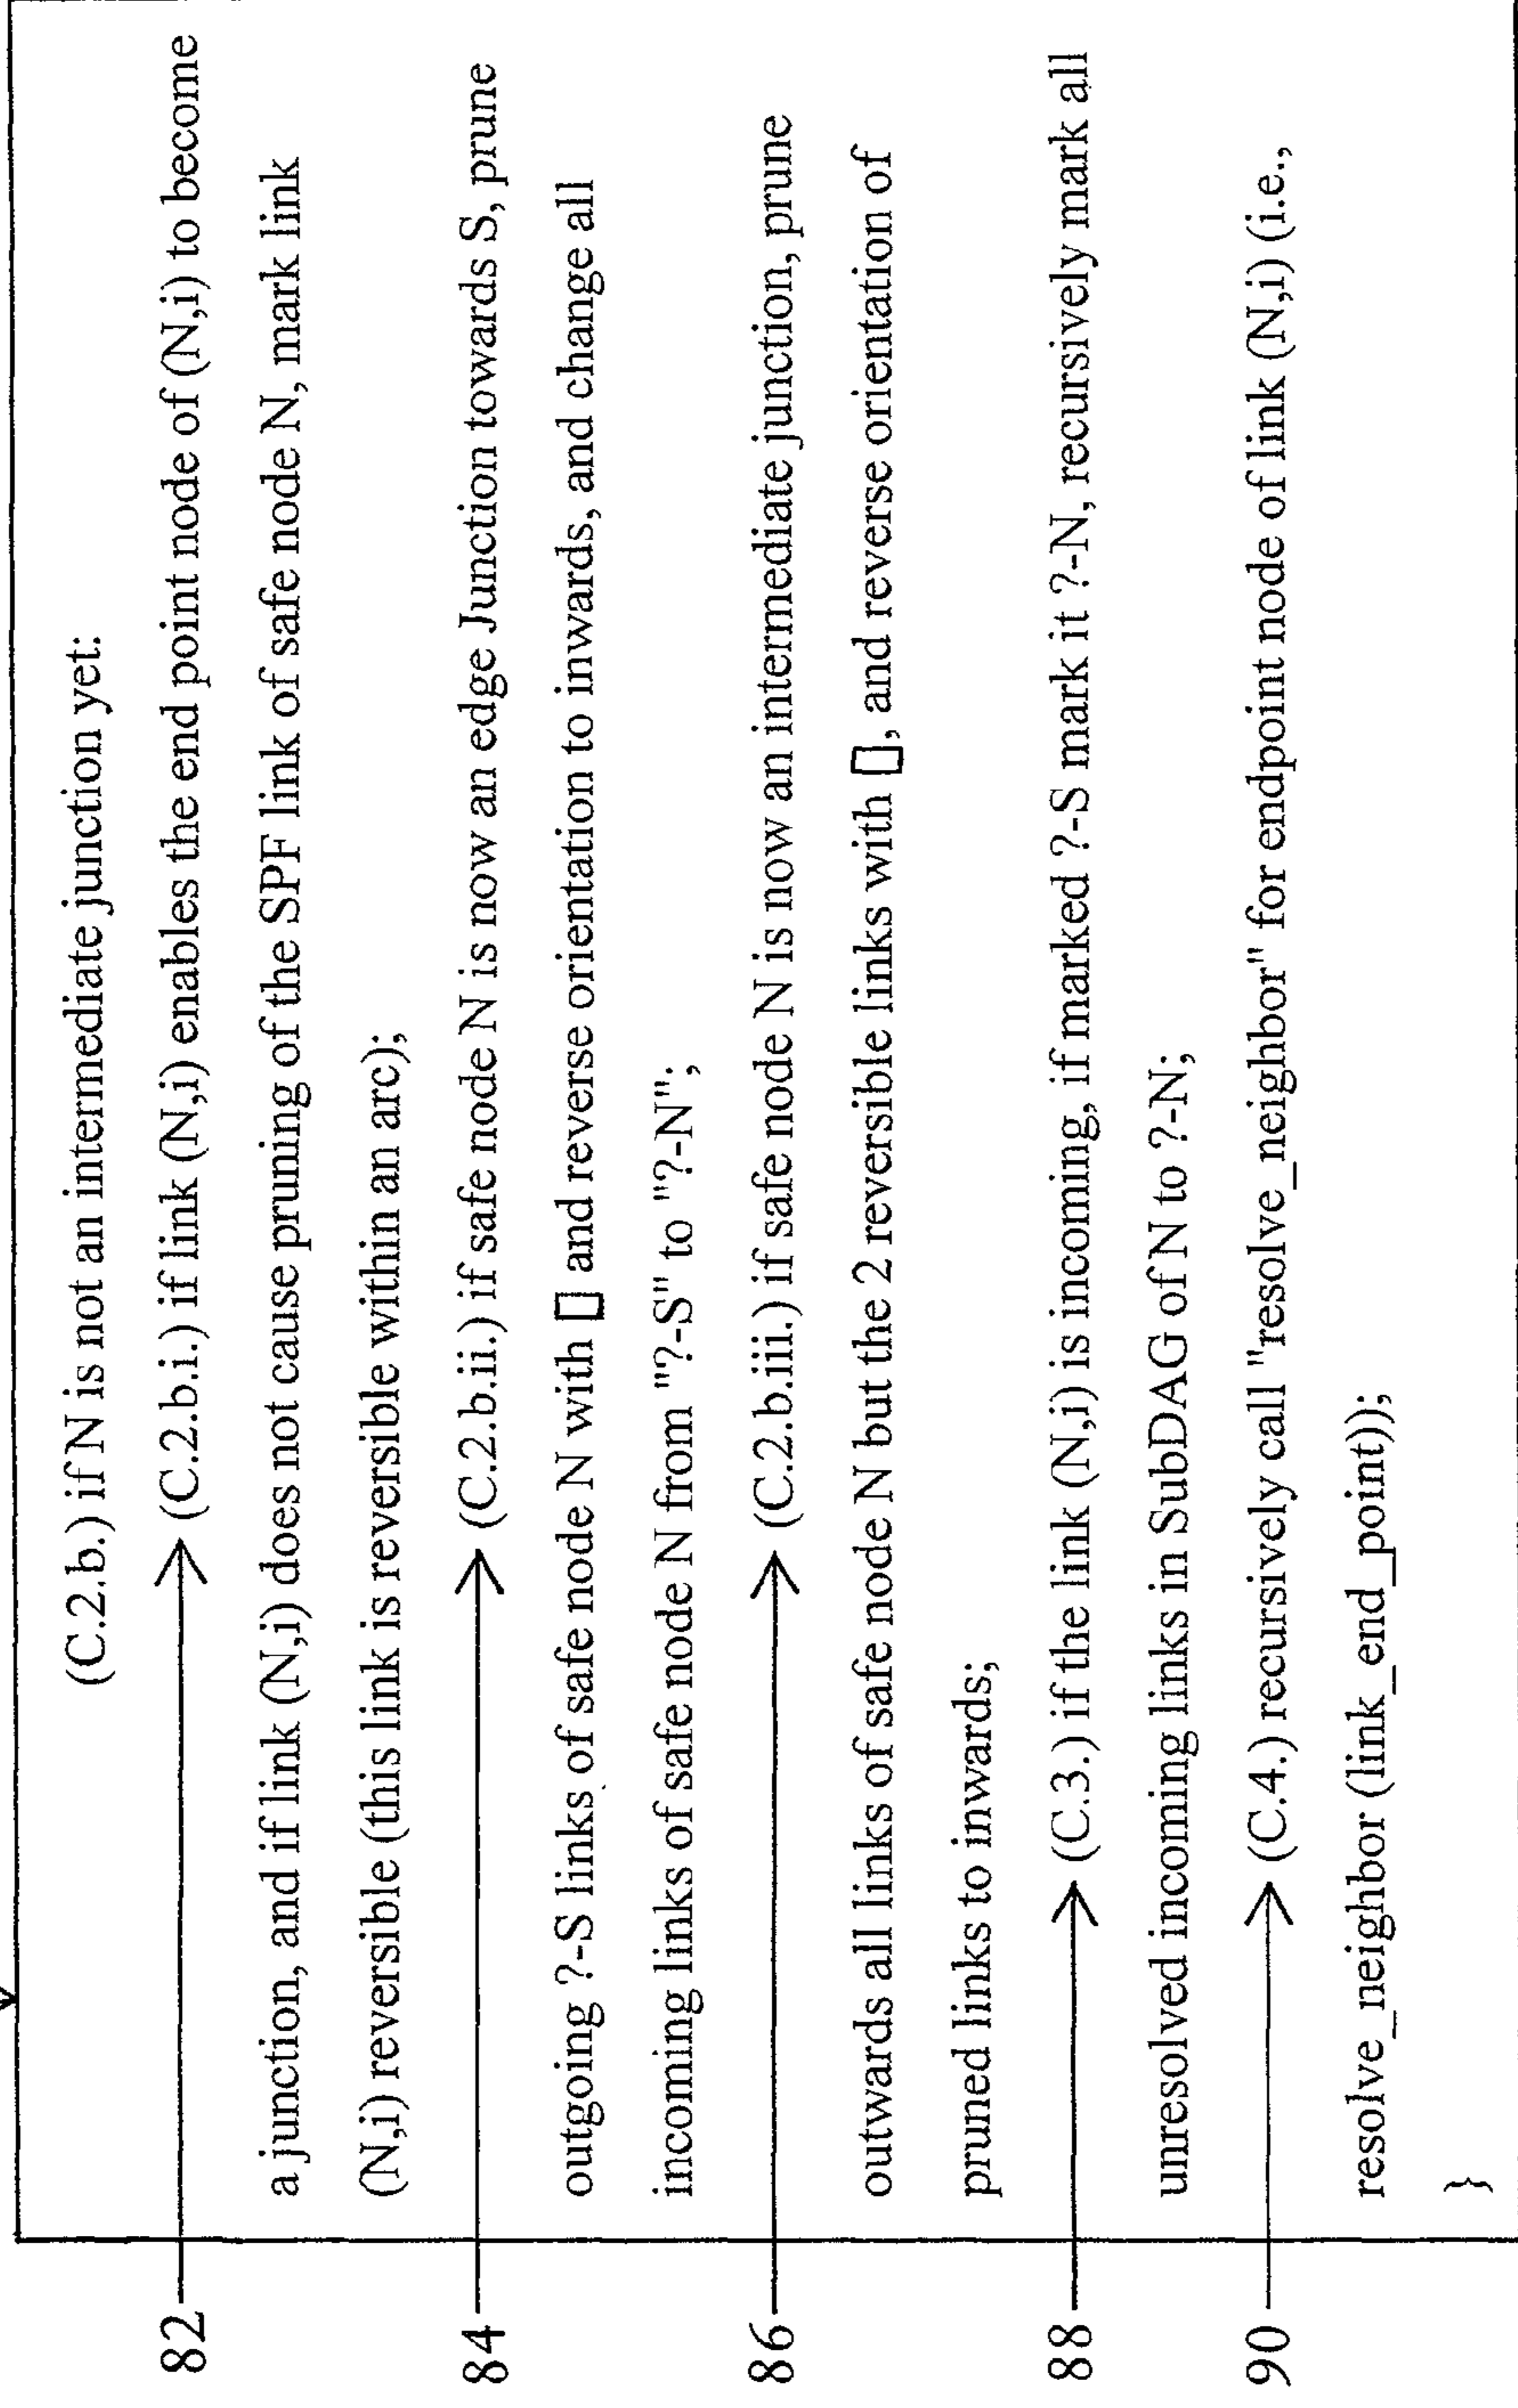 (C.2.b.) if N is not an intermediate junction yet:
82 (C.2.b.i.) if link (N,i) enables the end point node of (N,i) to become
a junction, and if link (N,i) does not cause pruning of the SPF link of safe node N, mark link
(N,i) reversible (this link is reversible within an arc);
84 (C.2.b.ii.) if safe node N is now an edge Junction towards S, prune
outgoing ?-S links of safe node N with [] and reverse orientation to inwards, and change all
incoming links of safe node N from "?-S" to "?-N";
86 (C.2.b.iii.) if safe node N is now an intermediate junction, prune
outwards all links of safe node N but the 2 reversible links with [], and reverse orientation of
pruned links to inwards;
88 (C.3.) if the link (N,i) is incoming, if marked ?-S mark it ?-N, recursively mark all
unresolved incoming links in SubDAG of N to ?-N;
90 (C.4.) recursively call "resolve_neighbor" for endpoint node of link (N,i) (i.e.,
resolve_neighbor (link_end_point));
}